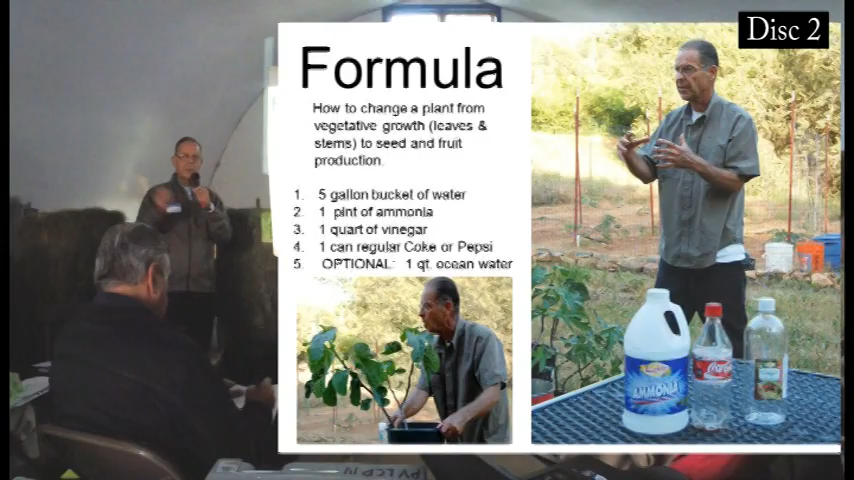 Disc 2
Formula
How to change a plant from
vegetative growth (leaves &
stems) to seed and fruit
production.
1. 5 gallon bucket of water
2. 1 pint of ammonia
3. 1 quart of vinegar
4. 1 can regular Coke or Pepsi
5. OPTIONAL: 1 qt. ocean water
AMMONIA